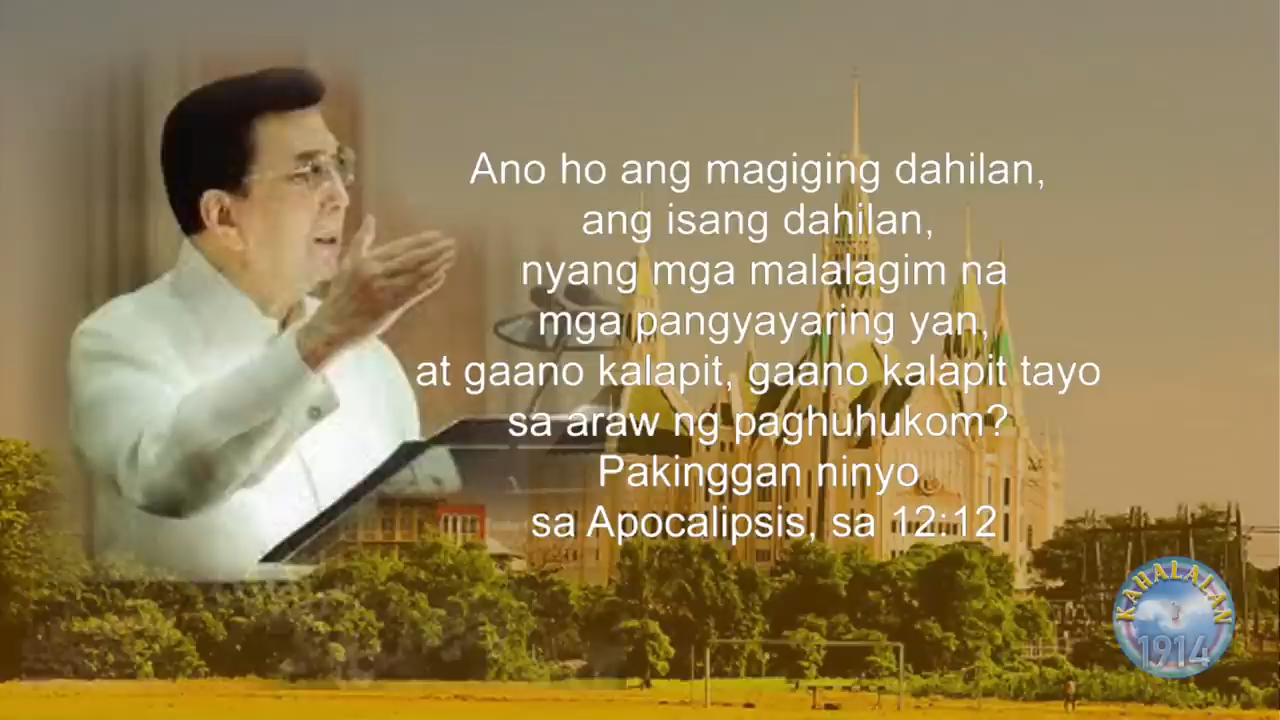 Ano ho ang magiging dahilan,
ang isang dahilan,
nyang mga malalagim na
mga pangyayaring yan,
at gaano kalapit, gaano kalapit tayo
sa araw ng paghuhukom?
Pakinggan ninyo
sa Apocalipsis, sa 12:12
KAHALALAN
1914